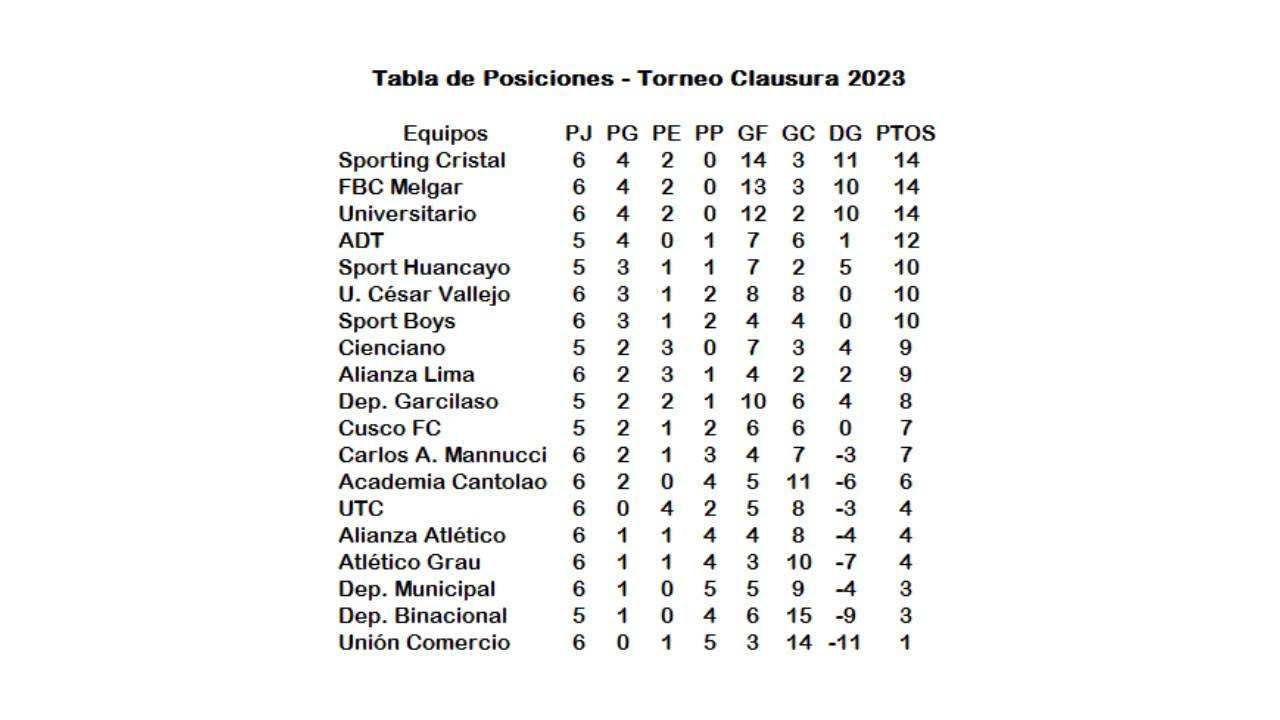 Tabla de Posiciones - Torneo Clausura 2023
Equipos PJ PG PE PP GF GC DG PTOS
Sporting Cristal 6 4 2 0 14 3 11 14
FBC Melgar 6 4 2 0 13 3 10 14
Universitario 6 4 2 0 12 2 10 14
ADT 5 4 0 1 7 6 1 12
Sport Huancayo 5 3 1 1 7 2 5 10
U. César Vallejo 6 3 1 2 8 8 0 10
Sport Boys 6 3 1 2 4 4 0 10
Cienciano 5 2 3 0 7 3 4 9
Alianza Lima 6 2 3 1 4 2 2 9
Dep. Garcilaso 5 2 2 1 10 6 4 8
Cusco FC 5 2 1 2 6 6 0 7
Carlos A. Mannucci 6 2 1 3 4 7 -3 7
Academia Cantolao 6 2 0 4 5 11 -6 6
UTC 6 0 4 2 5 8 -3 4
Alianza Atlético 6 1 1 4 4 8 -4 4
Atlético Grau 6 1 1 4 3 10 -7 4
Dep. Municipal 6 1 0 5 5 9 -4 3
Dep. Binacional 5 1 0 4 6 15 -9 3
Unión Comercio 6 0 1 5 3 14 -11 1